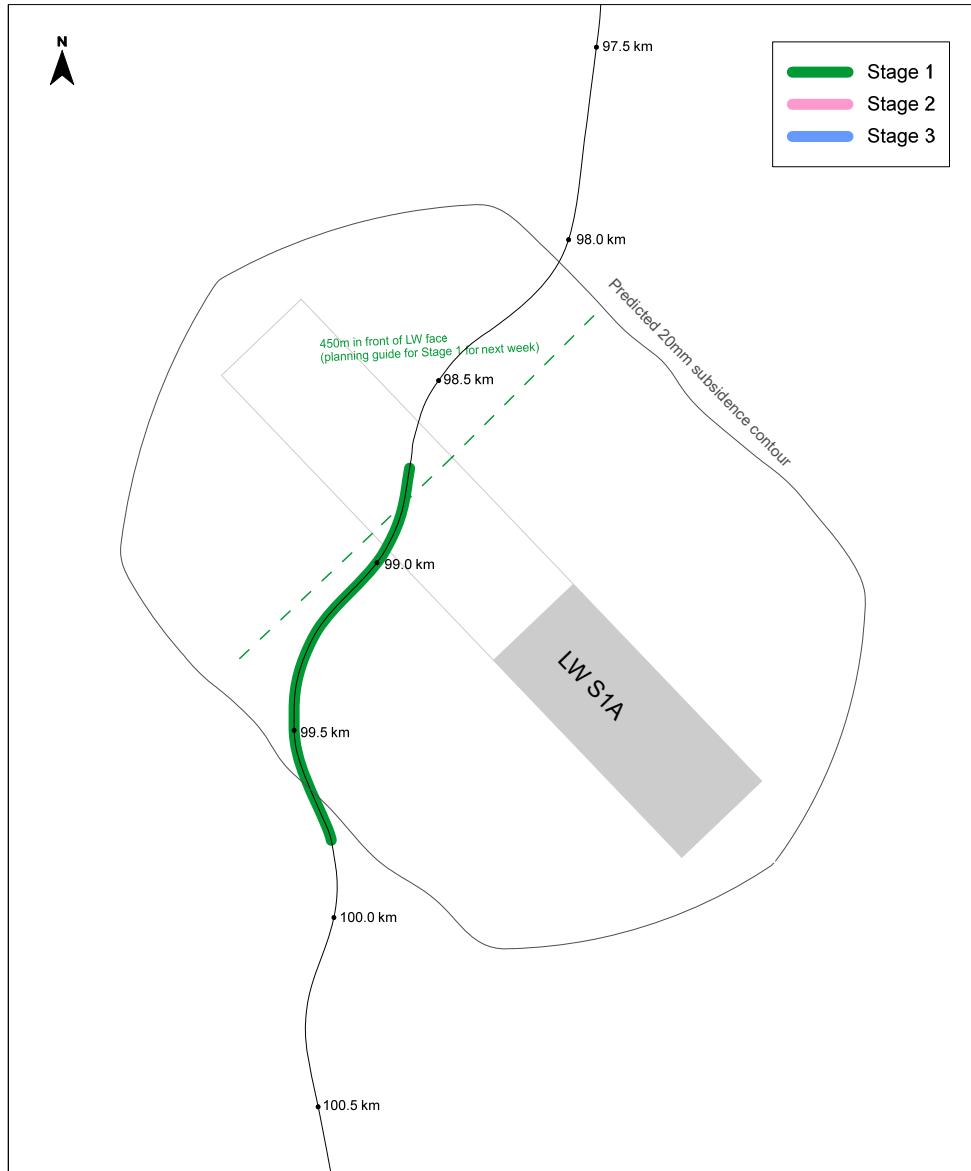 N
97.5 km
Stage 1
Stage 2
Stage 3
98.0 km
Predicted 20mm subsidence contour
450m in front of LW face
(planning guide for Stage 1 for next week)
98.5 km
99.0 km
LW S1A
99.5 km
100.0 km
100.5 km